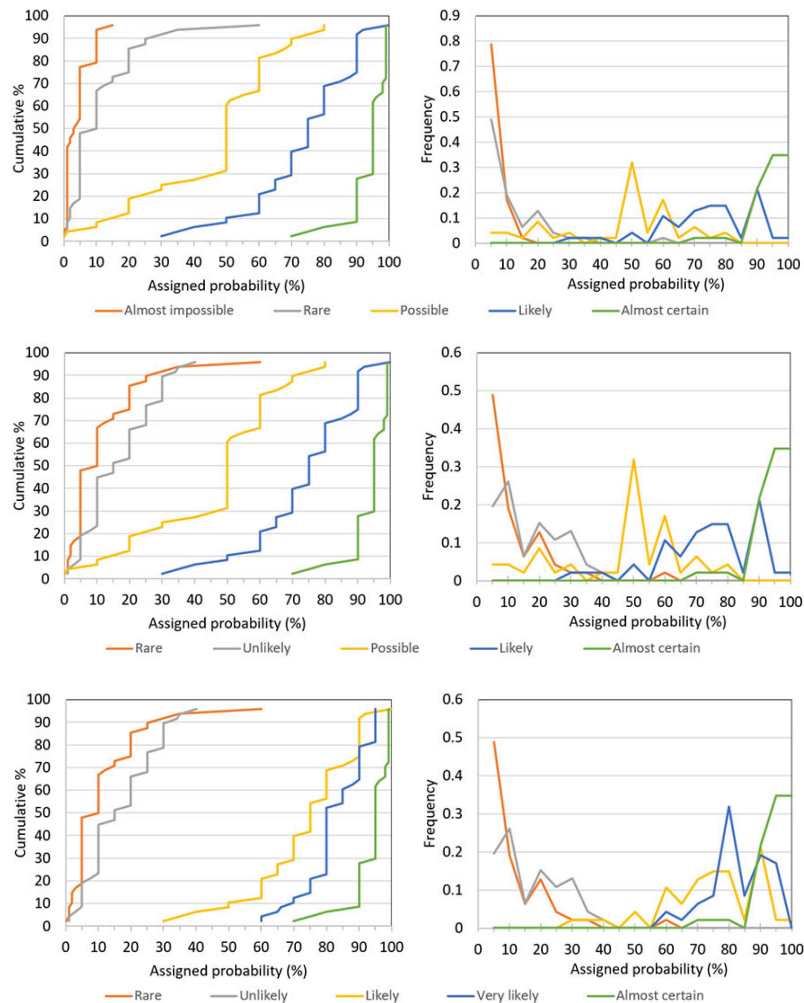 Cumulative %
100
90
80
70
60
50
40
30
20
10
0
0 10 20 30 40 50 60 70 80 90 100
Assigned probability (%)
Frequency
0.9
0.8
0.7
0.6
0.5
0.4
0.3
0.2
0.1
0
0 10 20 30 40 50 60 70 80 90 100
Assigned probability (%)
Almost impossible Rare Possible Likely Almost certain
Cumulative %
100
90
80
70
60
50
40
30
20
10
0
0 10 20 30 40 50 60 70 80 90 100
Assigned probability (%)
Frequency
0.6
0.5
0.4
0.3
0.2
0.1
0
0 10 20 30 40 50 60 70 80 90 100
Assigned probability (%)
Rare Unlikely Possible Likely Almost certain
Cumulative %
100
90
80
70
60
50
40
30
20
10
0
0 10 20 30 40 50 60 70 80 90 100
Assigned probability (%)
Frequency
0.6
0.5
0.4
0.3
0.2
0.1
0
0 10 20 30 40 50 60 70 80 90 100
Assigned probability (%)
Rare Unlikely Likely Very likely Almost certain